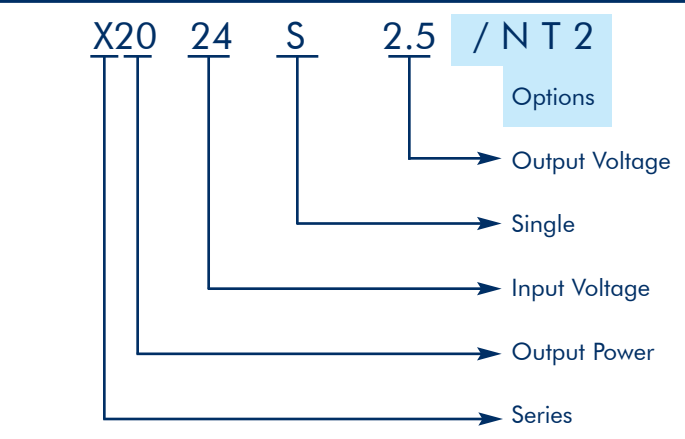 X20 24 S 2.5 / N T 2
Options
Output Voltage
Single
Input Voltage
Output Power
Series